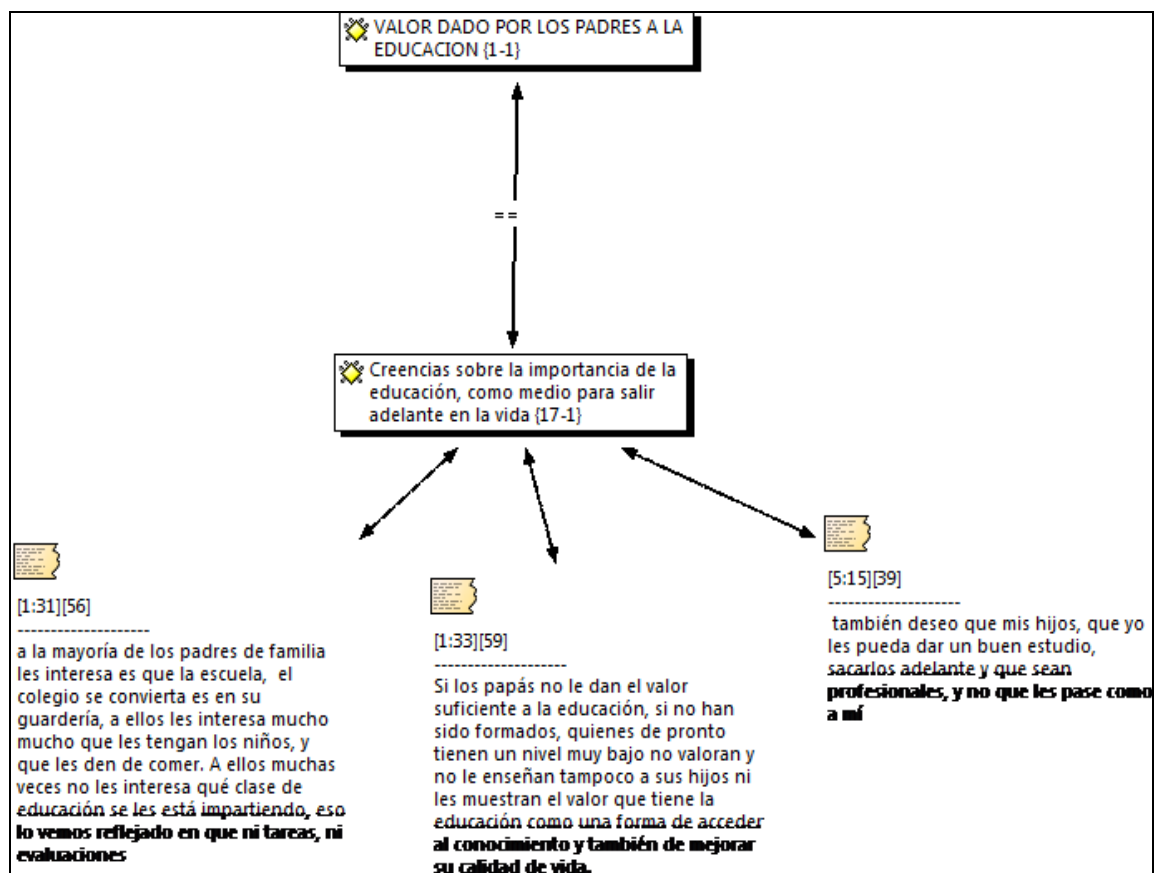 VALOR DADO POR LOS PADRES A LA
EDUCACION {1-1}
==
Creencias sobre la importancia de la
educación, como medio para salir
adelante en la vida {17-1}
[1:31][56]
--------------------
a la mayoría de los padres de familia
les interesa es que la escuela, el
colegio se convierta es en su
guardería, a ellos les interesa mucho
mucho que les tengan los niños, y
que les den de comer. A ellos muchas
veces no les interesa qué clase de
educación se les está impartiendo, eso
lo vemos reflejado en que ni tareas, ni
evaluaciones
[1:33][59]
--------------------
Si los papás no le dan el valor
suficiente a la educación, si no han
sido formados, quienes de pronto
tienen un nivel muy bajo no valoran y
no le enseñan tampoco a sus hijos ni
les muestran el valor que tiene la
educación como una forma de acceder
al conocimiento y también de mejorar
su calidad de vida.
[5:15][39]
--------------------
también deseo que mis hijos, que yo
les pueda dar un buen estudio,
sacarlos adelante y que sean
profesionales, y no que les pase como
a mí